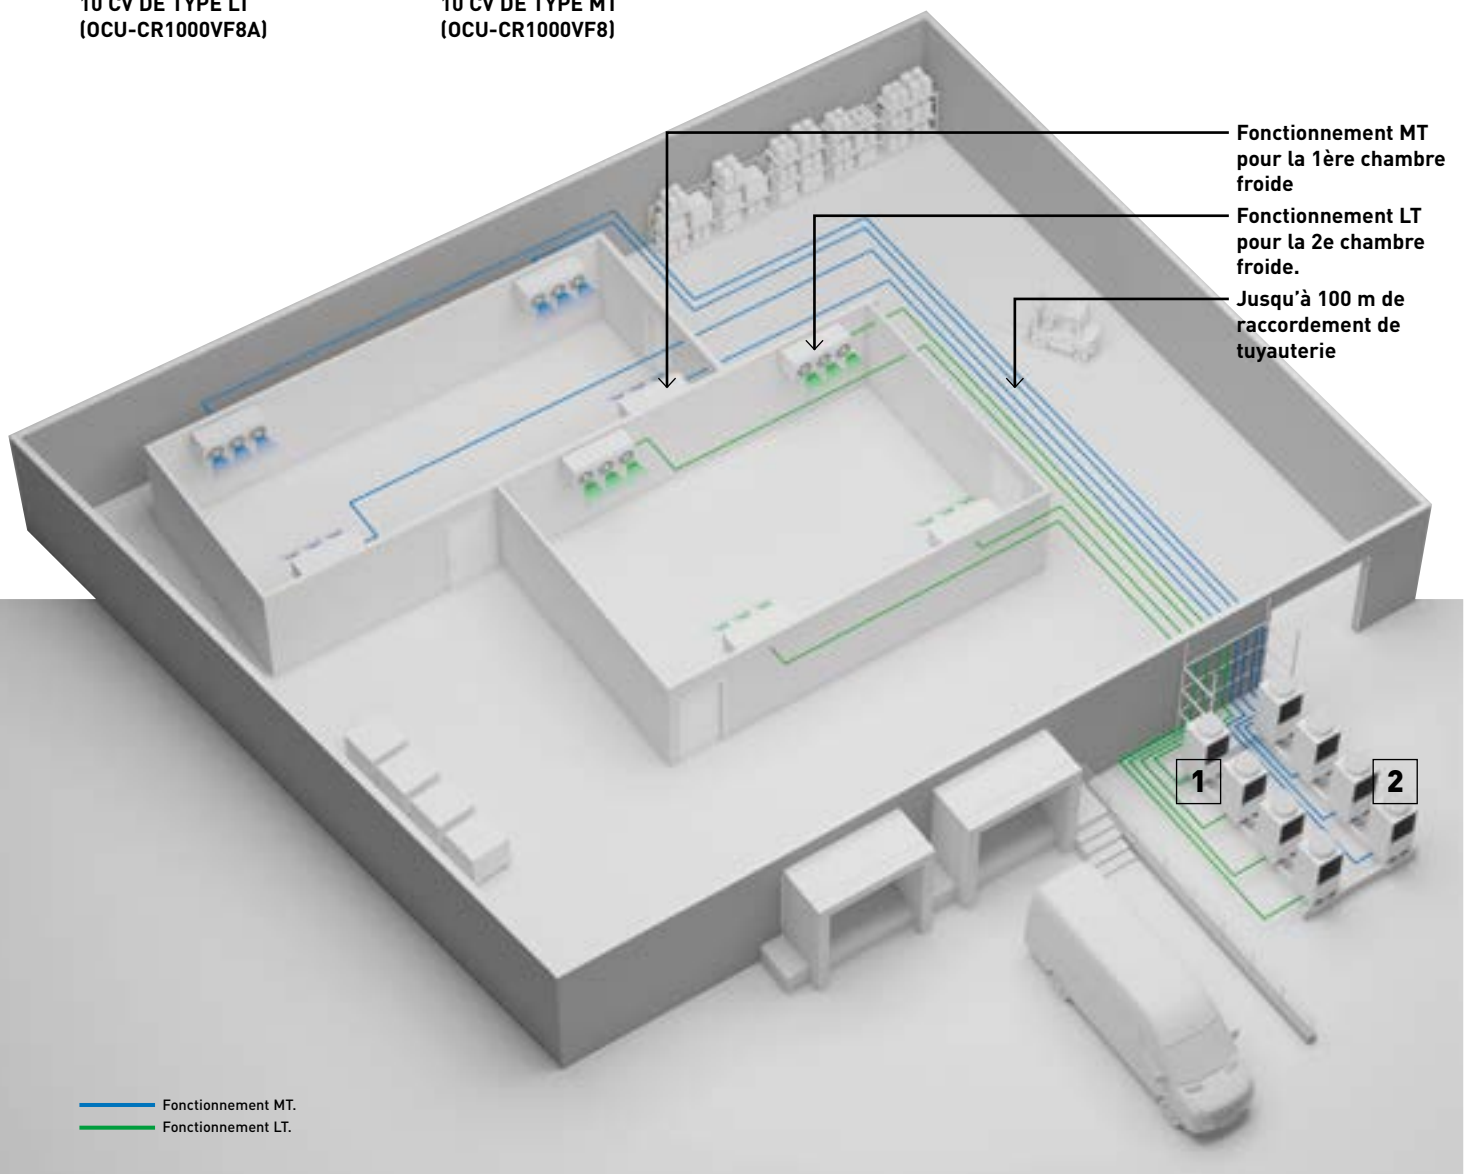 10 CV DE TYPE LT
(OCU-CR1000VF8A)
10 CV DE TYPE MT
(OCU-CR1000VF8)
Fonctionnement MT
pour la 1ère chambre
froide
Fonctionnement LT
pour la 2e chambre
froide.
Jusqu'à 100 m de
raccordement de
tuyauterie
1
2
Fonctionnement MT.
Fonctionnement LT.